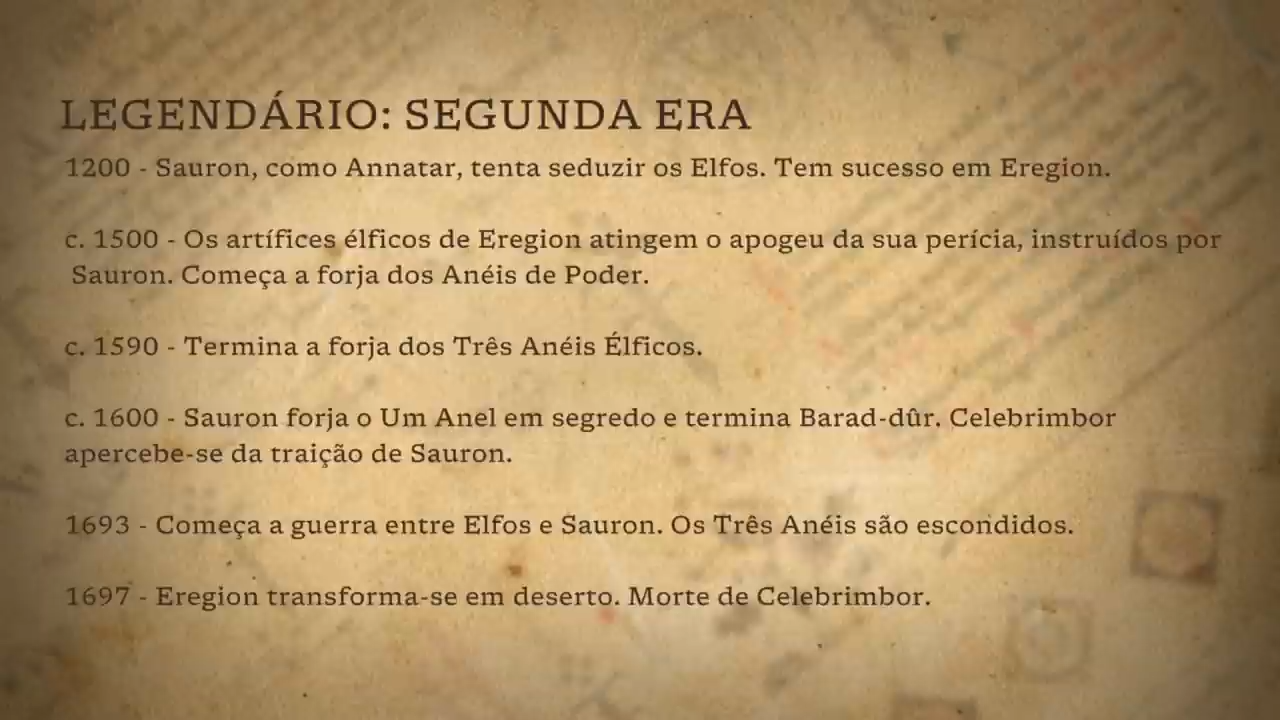 LEGENDÁRIO: SEGUNDA ERA
1200 - Sauron, como Annatar, tenta seduzir os Elfos. Tem sucesso em Eregion.
c. 1500 - Os artífices élficos de Eregion atingem o apogeu da sua perícia, instruídos por
Sauron. Começa a forja dos Anéis de Poder.
c. 1590 - Termina a forja dos Três Anéis Élficos.
c. 1600 - Sauron forja o Um Anel em segredo e termina Barad-dûr. Celebrimbor
apercebe-se da traição de Sauron.
1693 - Começa a guerra entre Elfos e Sauron. Os Três Anéis são escondidos.
1697 - Eregion transforma-se em deserto. Morte de Celebrimbor.